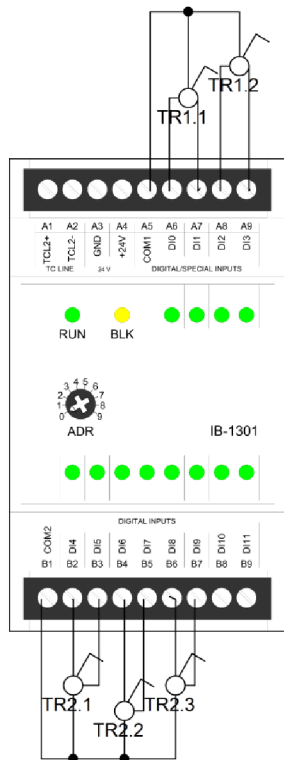 TR1.2
TR1.1
A1 A2 A3 A4 A5 A6 A7 A8 A9
TCL2+ TCL2- GND +24V COM1 DI0 DI1 DI2 DI3
TC LINE 24 V DIGITAL/SPECIAL INPUTS
RUN BLK
0 1 2 3 4 5 6 7 8 9
ADR IB-1301
DIGITAL INPUTS
COM2 DI4 DI5 DI6 DI7 DI8 DI9 DI10 DI11
B1 B2 B3 B4 B5 B6 B7 B8 B9
TR2.1 TR2.3
TR2.2